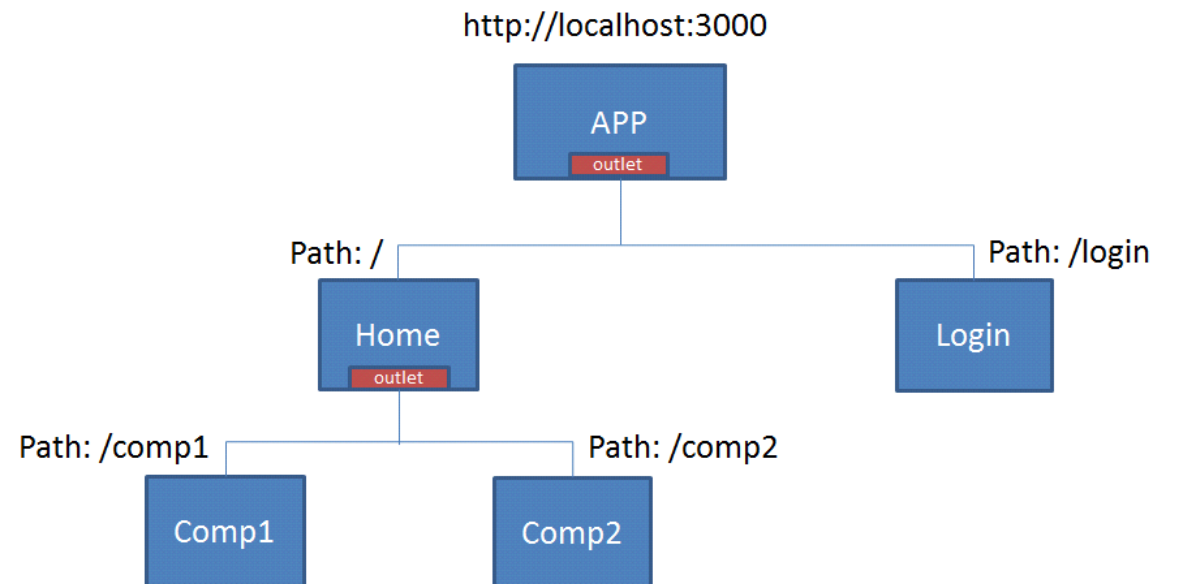 http://localhost:3000
APP
outlet
Path: /
Path: /login
Home
Login
outlet
Path: /comp1
Path: /comp2
Comp1
Comp2